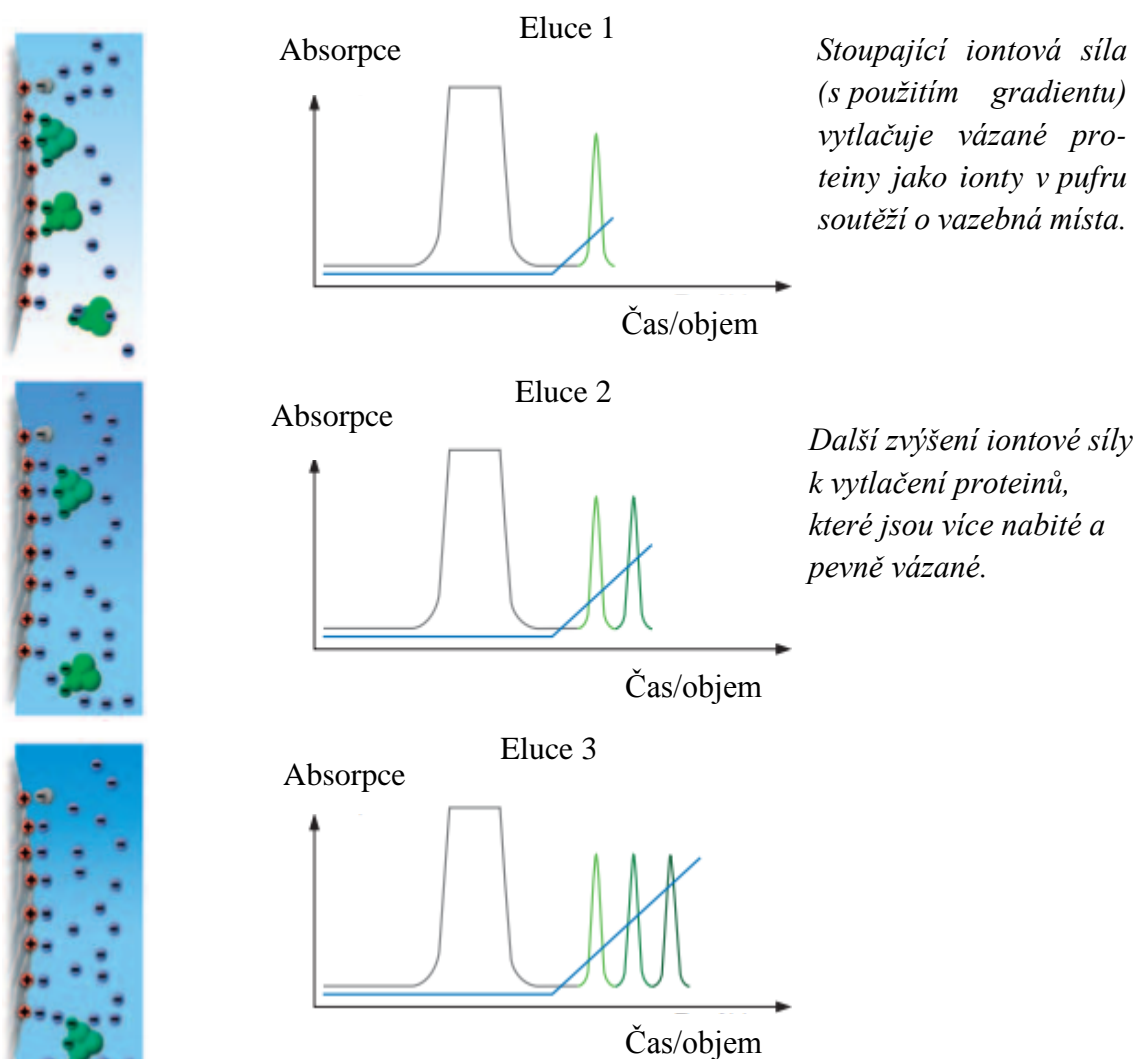 Eluce 1
Absorpce
Stoupající iontová síla
(s použitím gradientu)
vytlačuje vázané pro-
teiny jako ionty v pufru
soutěží o vazebná místa.
Čas/objem
Eluce 2
Absorpce
Další zvýšení iontové síly
k vytlačení proteinů,
které jsou více nabité a
pevně vázané.
Čas/objem
Eluce 3
Absorpce
Čas/objem